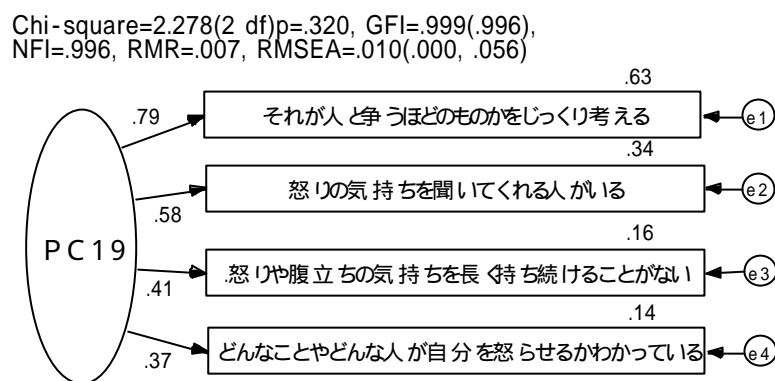 Chi-square=2.278(2 df)p=.320, GFI=.999(.996),
NFI=.996, RMR=.007, RMSEA=.010(.000, .056)
.63
.79
それが人と争うほどのものかをじっくり考える
e1
.34
怒りの気持ちを聞いてくれる人がいる
e2
.58
PC19
.16
.怒りや腹立ちの気持ちを長く持ち続けることがない
e3
.41
.14
どんなことやどんな人が自分を怒らせるかわかっている
e4
.37